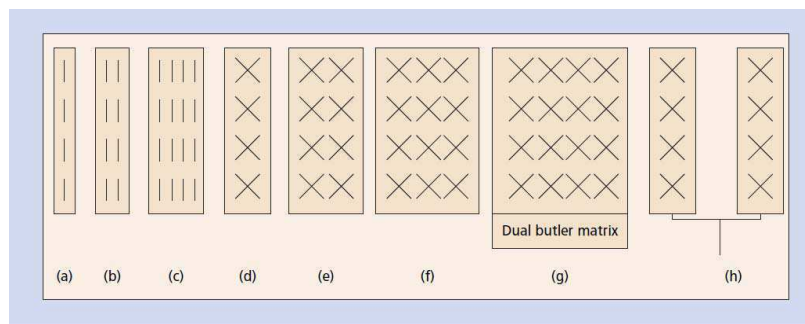 Dual butler matrix
(a) (b) (c) (d) (e) (f) (g) (h)